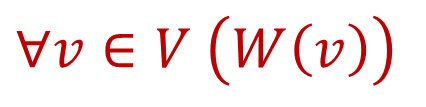 ∀𝑣 ∈ 𝑉 (𝑊(𝑣))